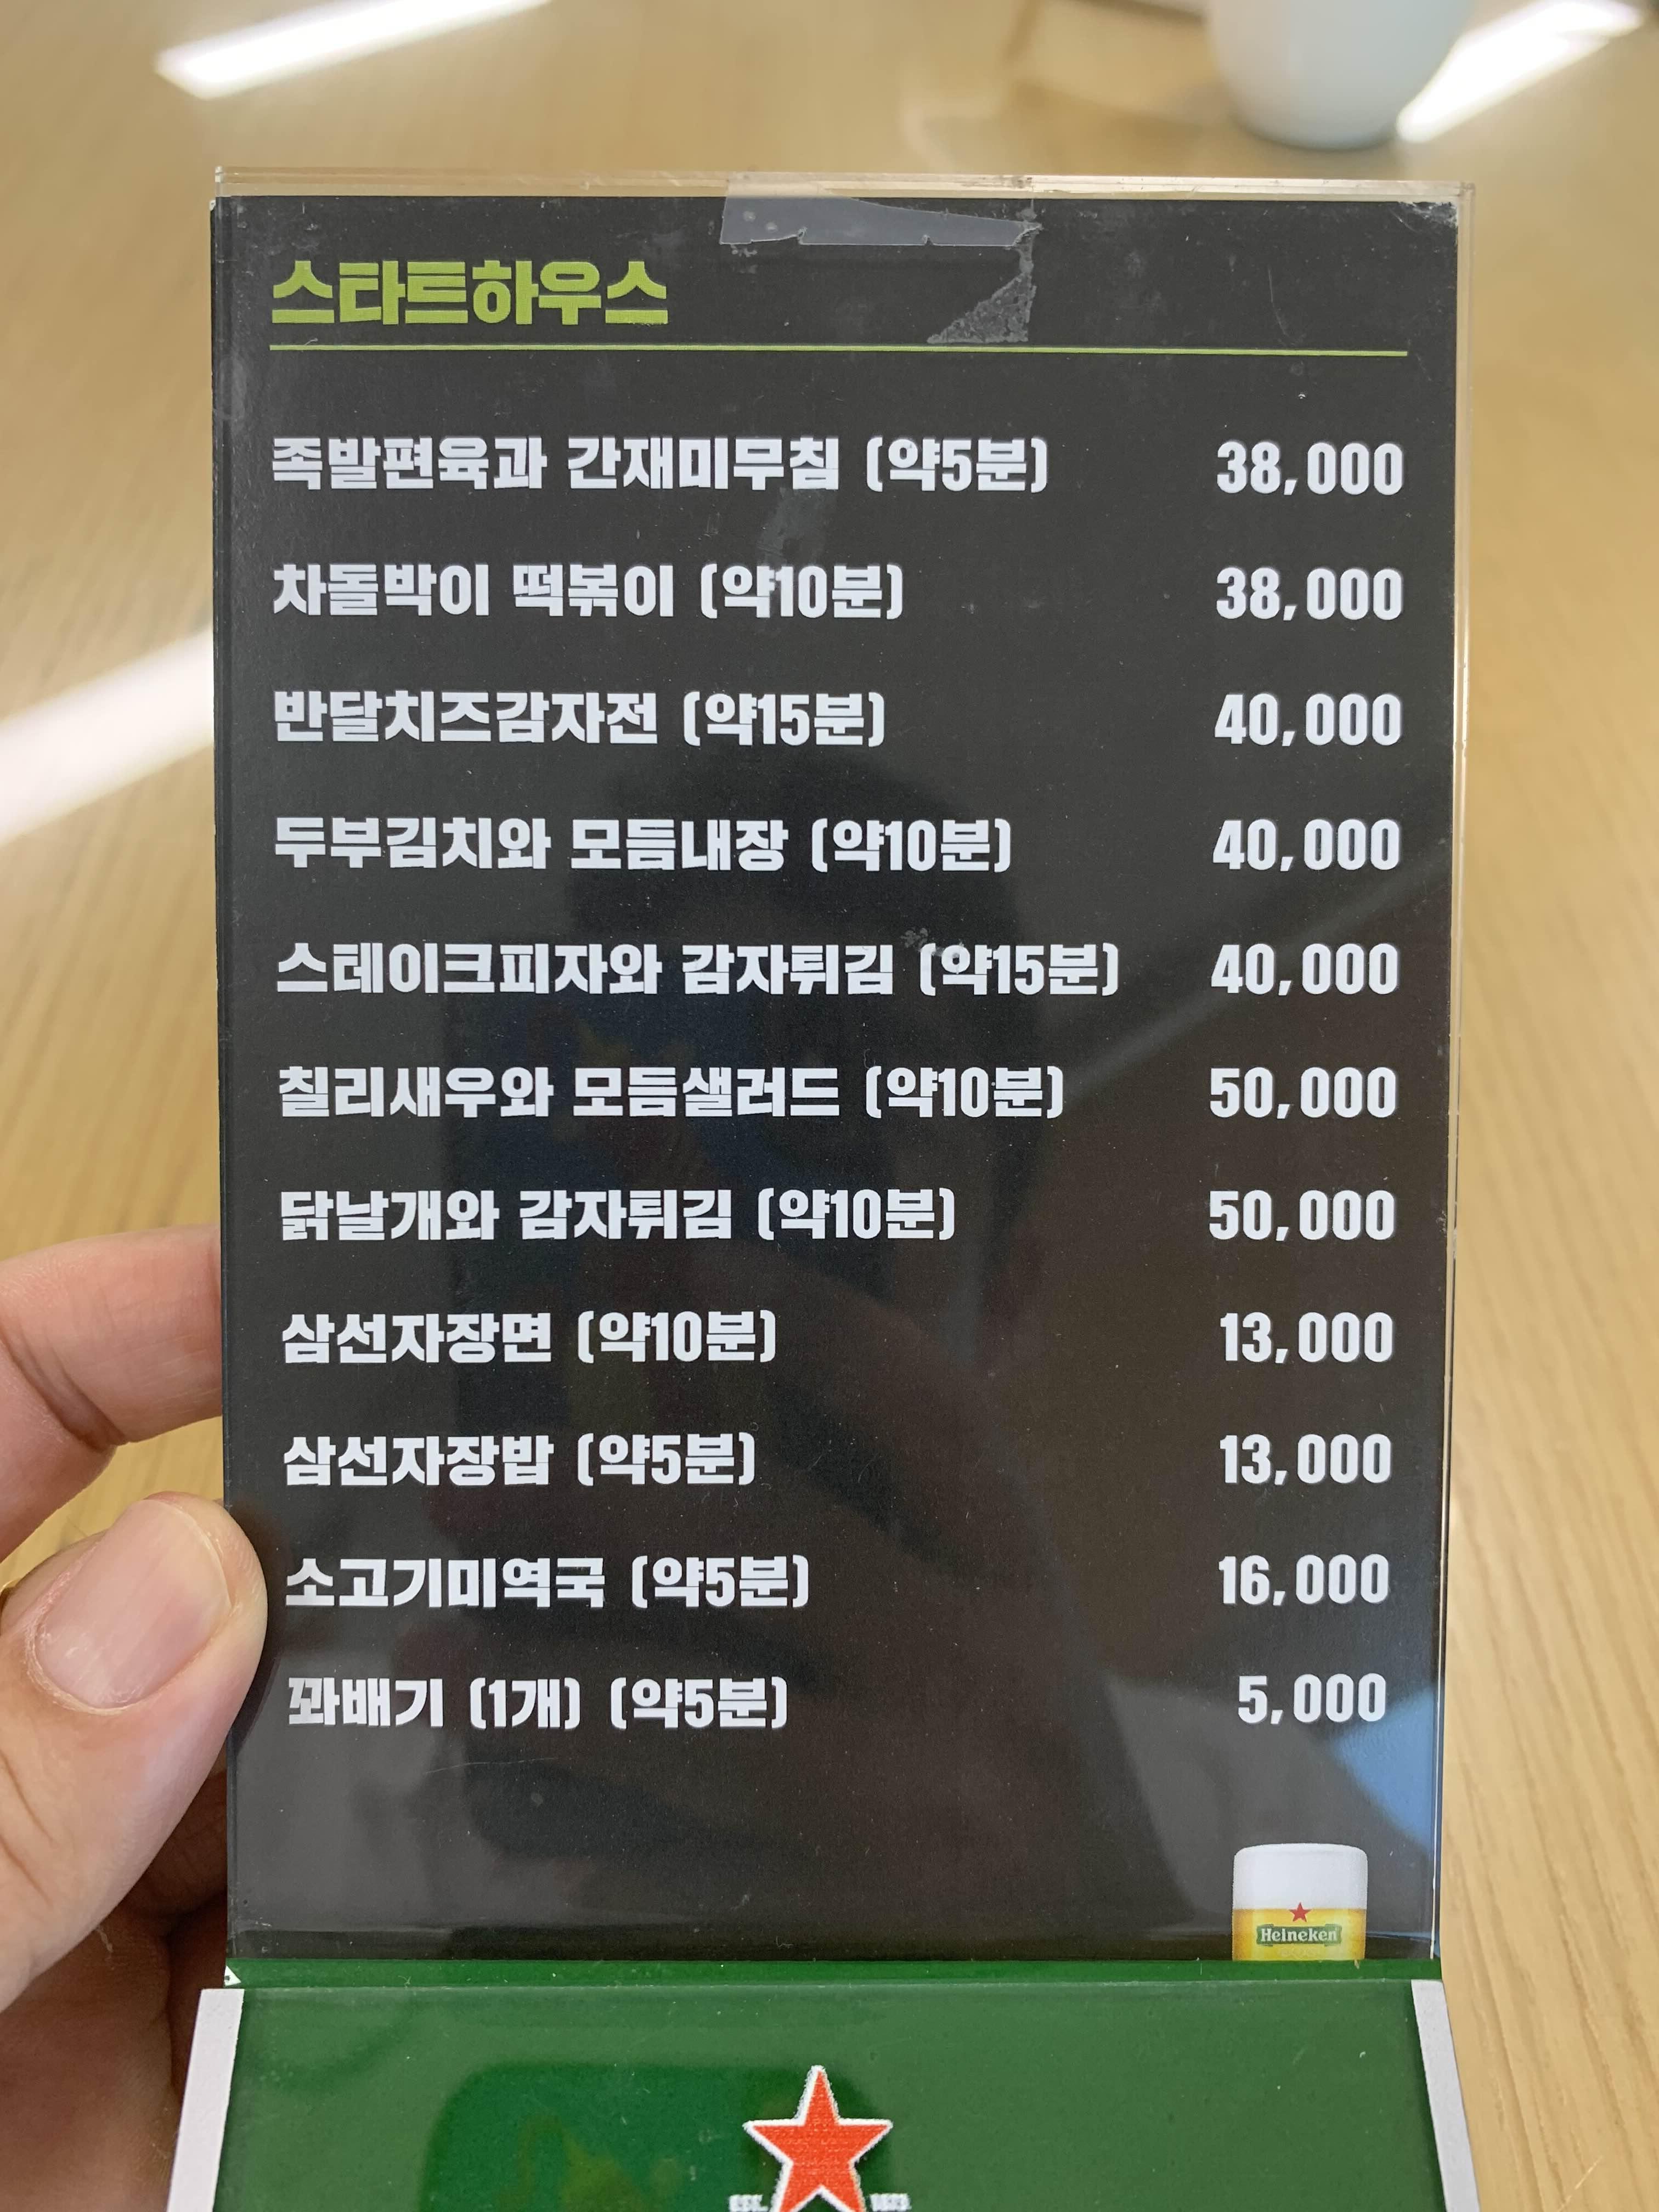 스타트하우스
족발편육과 간재미무침 (약5분) 38,000
차돌박이 떡볶이 (약10분) 38,000
반달치즈감자전 (약15분) 40,000
두부김치와 모듬내장 (약10분) 40,000
스테이크피자와 감자튀김 (약15분) 40,000
칠리새우와 모듬샐러드 (약10분) 50,000
닭날개와 감자튀김 (약10분) 50,000
삼선자장면 (약10분) 13,000
삼선자장밥 (약5분) 13,000
소고기미역국 (약5분) 16,000
꽈배기 (1개) (약5분) 5,000
Heineken